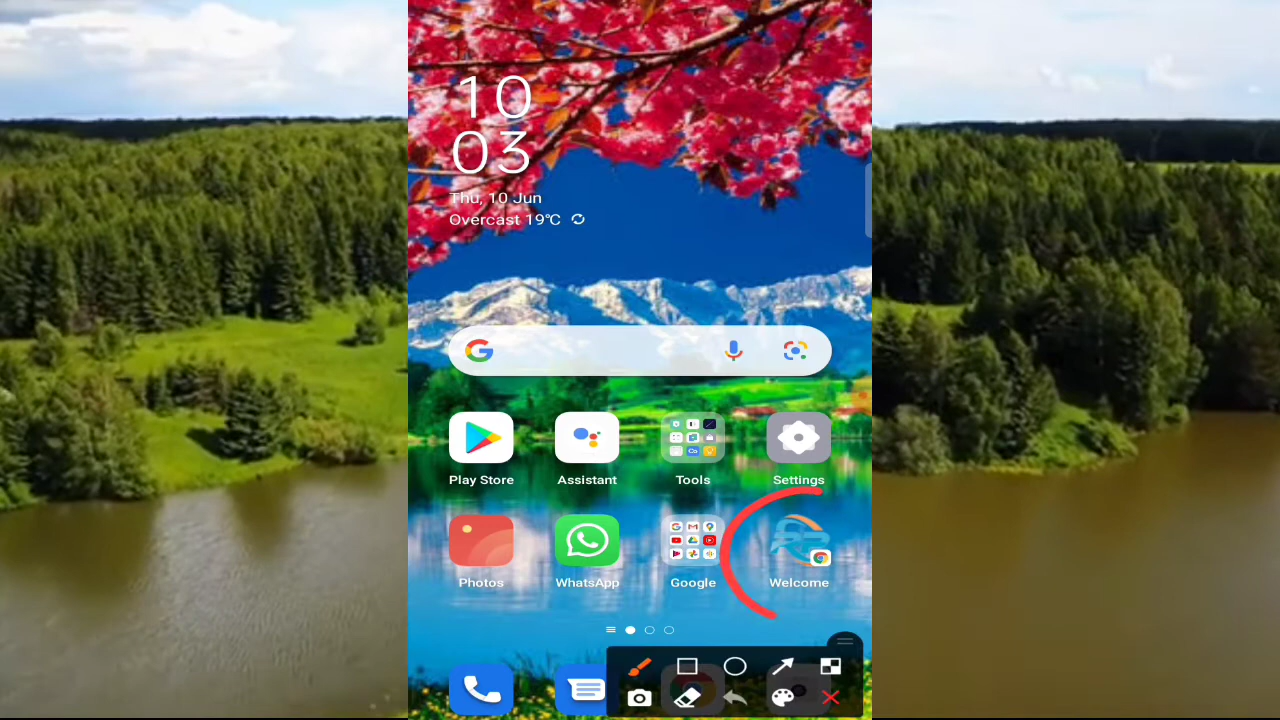 10
03
Thu, 10 Jun
Overcast 19°C
Play Store
Assistant
Tools
Settings
Photos
WhatsApp
Google
Welcome